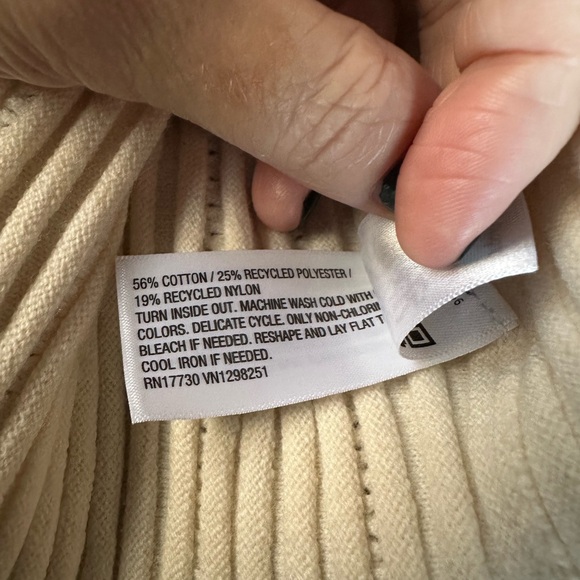 56% COTTON / 25% RECYCLED POLYESTER /
19% RECYCLED NYLON
TURN INSIDE OUT. MACHINE WASH COLD WITH
COLORS. DELICATE CYCLE. ONLY NON-CHLORIN
BLEACH IF NEEDED. RESHAPE AND LAY FLAT T
COOL IRON IF NEEDED.
RN17730 VN1298251